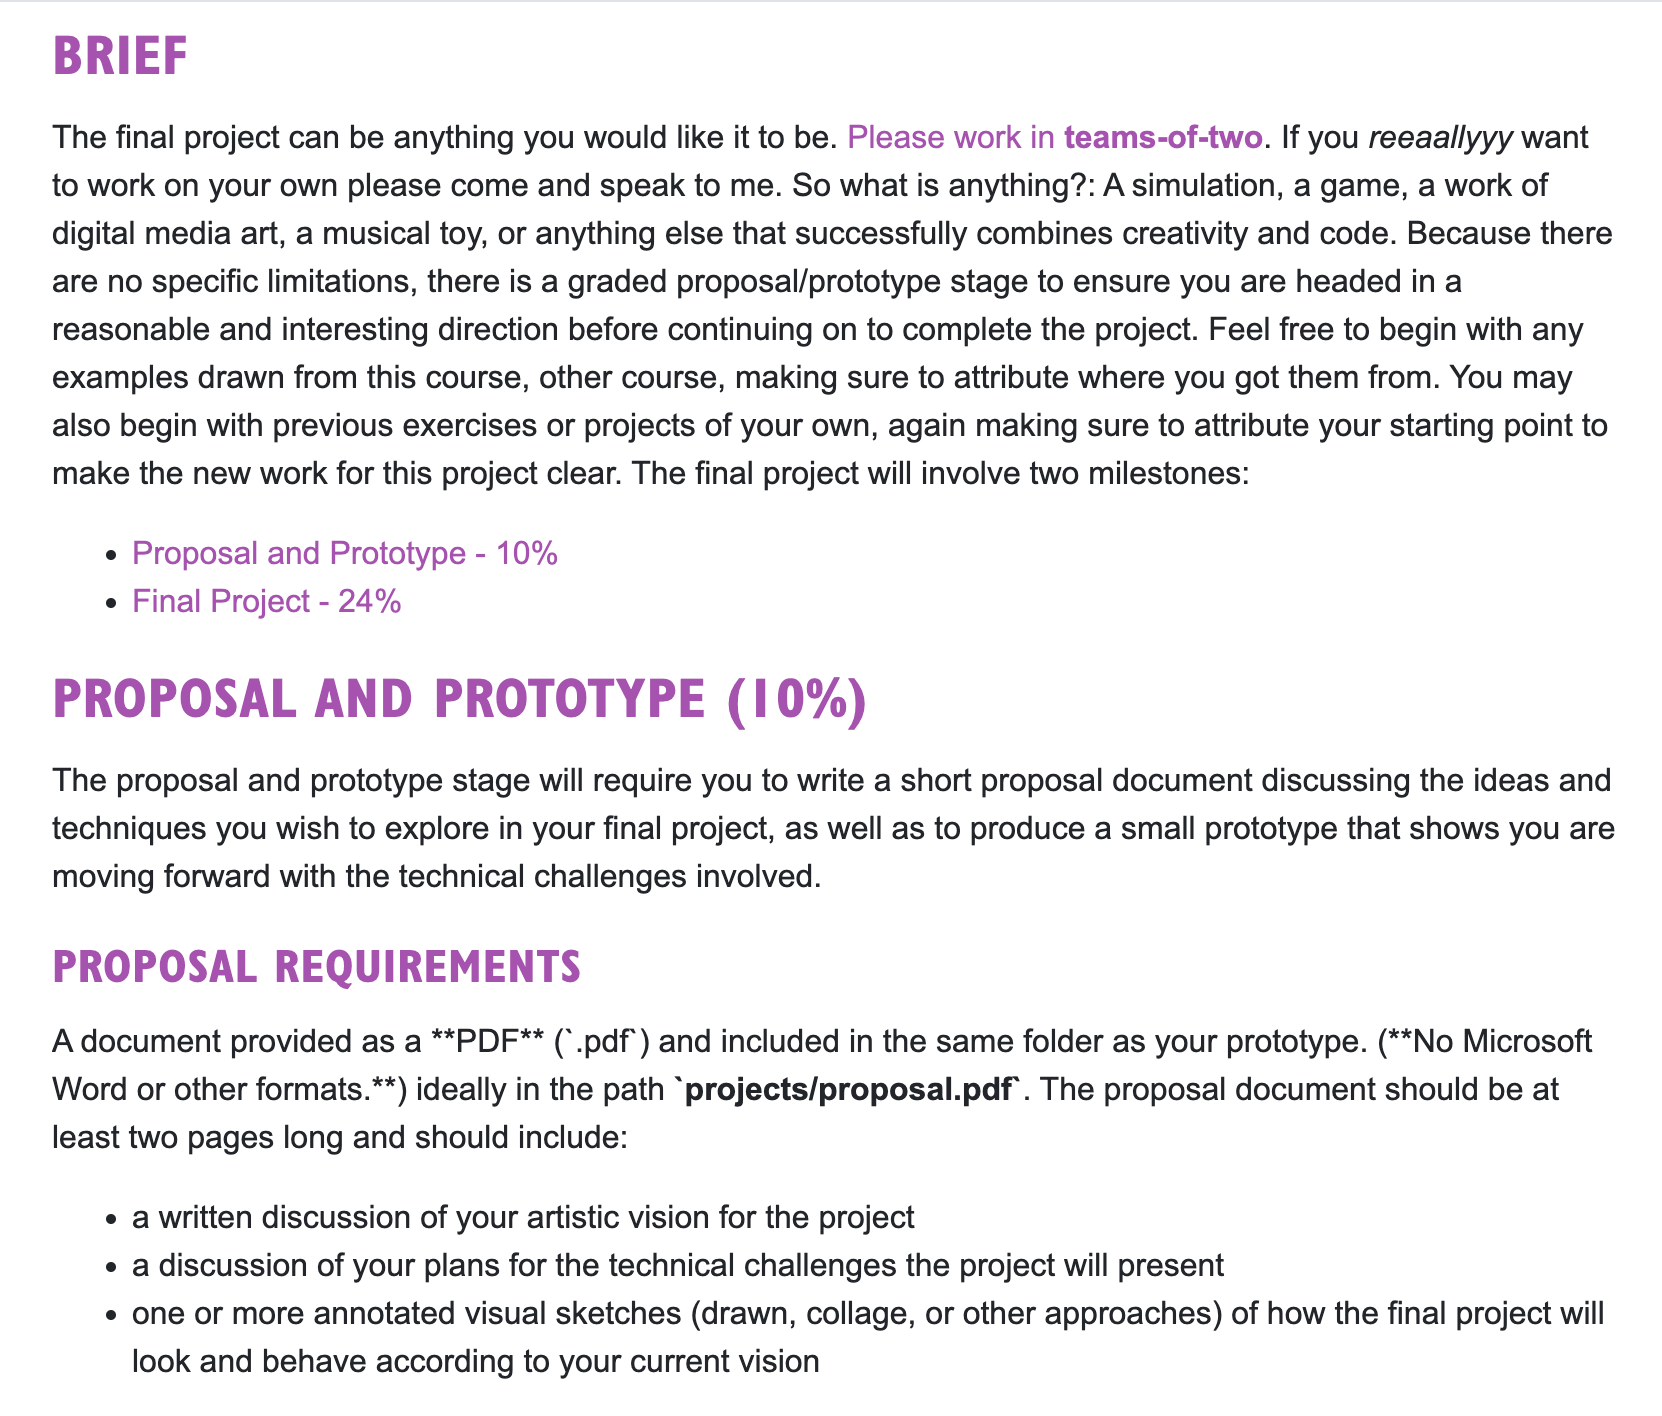 BRIEF
The final project can be anything you would like it to be. Please work in teams-of-two. If you reeaallyyy want
to work on your own please come and speak to me. So what is anything?: A simulation, a game, a work of
digital media art, a musical toy, or anything else that successfully combines creativity and code. Because there
are no specific limitations, there is a graded proposal/prototype stage to ensure you are headed in a
reasonable and interesting direction before continuing on to complete the project. Feel free to begin with any
examples drawn from this course, other course, making sure to attribute where you got them from. You may
also begin with previous exercises or projects of your own, again making sure to attribute your starting point to
make the new work for this project clear. The final project will involve two milestones:
• Proposal and Prototype - 10%
• Final Project - 24%
PROPOSAL AND PROTOTYPE (10%)
The proposal and prototype stage will require you to write a short proposal document discussing the ideas and
techniques you wish to explore in your final project, as well as to produce a small prototype that shows you are
moving forward with the technical challenges involved.
PROPOSAL REQUIREMENTS
A document provided as a **PDF** (`.pdf`) and included in the same folder as your prototype. (**No Microsoft
Word or other formats.**) ideally in the path `projects/proposal.pdf`. The proposal document should be at
least two pages long and should include:
• a written discussion of your artistic vision for the project
• a discussion of your plans for the technical challenges the project will present
• one or more annotated visual sketches (drawn, collage, or other approaches) of how the final project will
look and behave according to your current vision